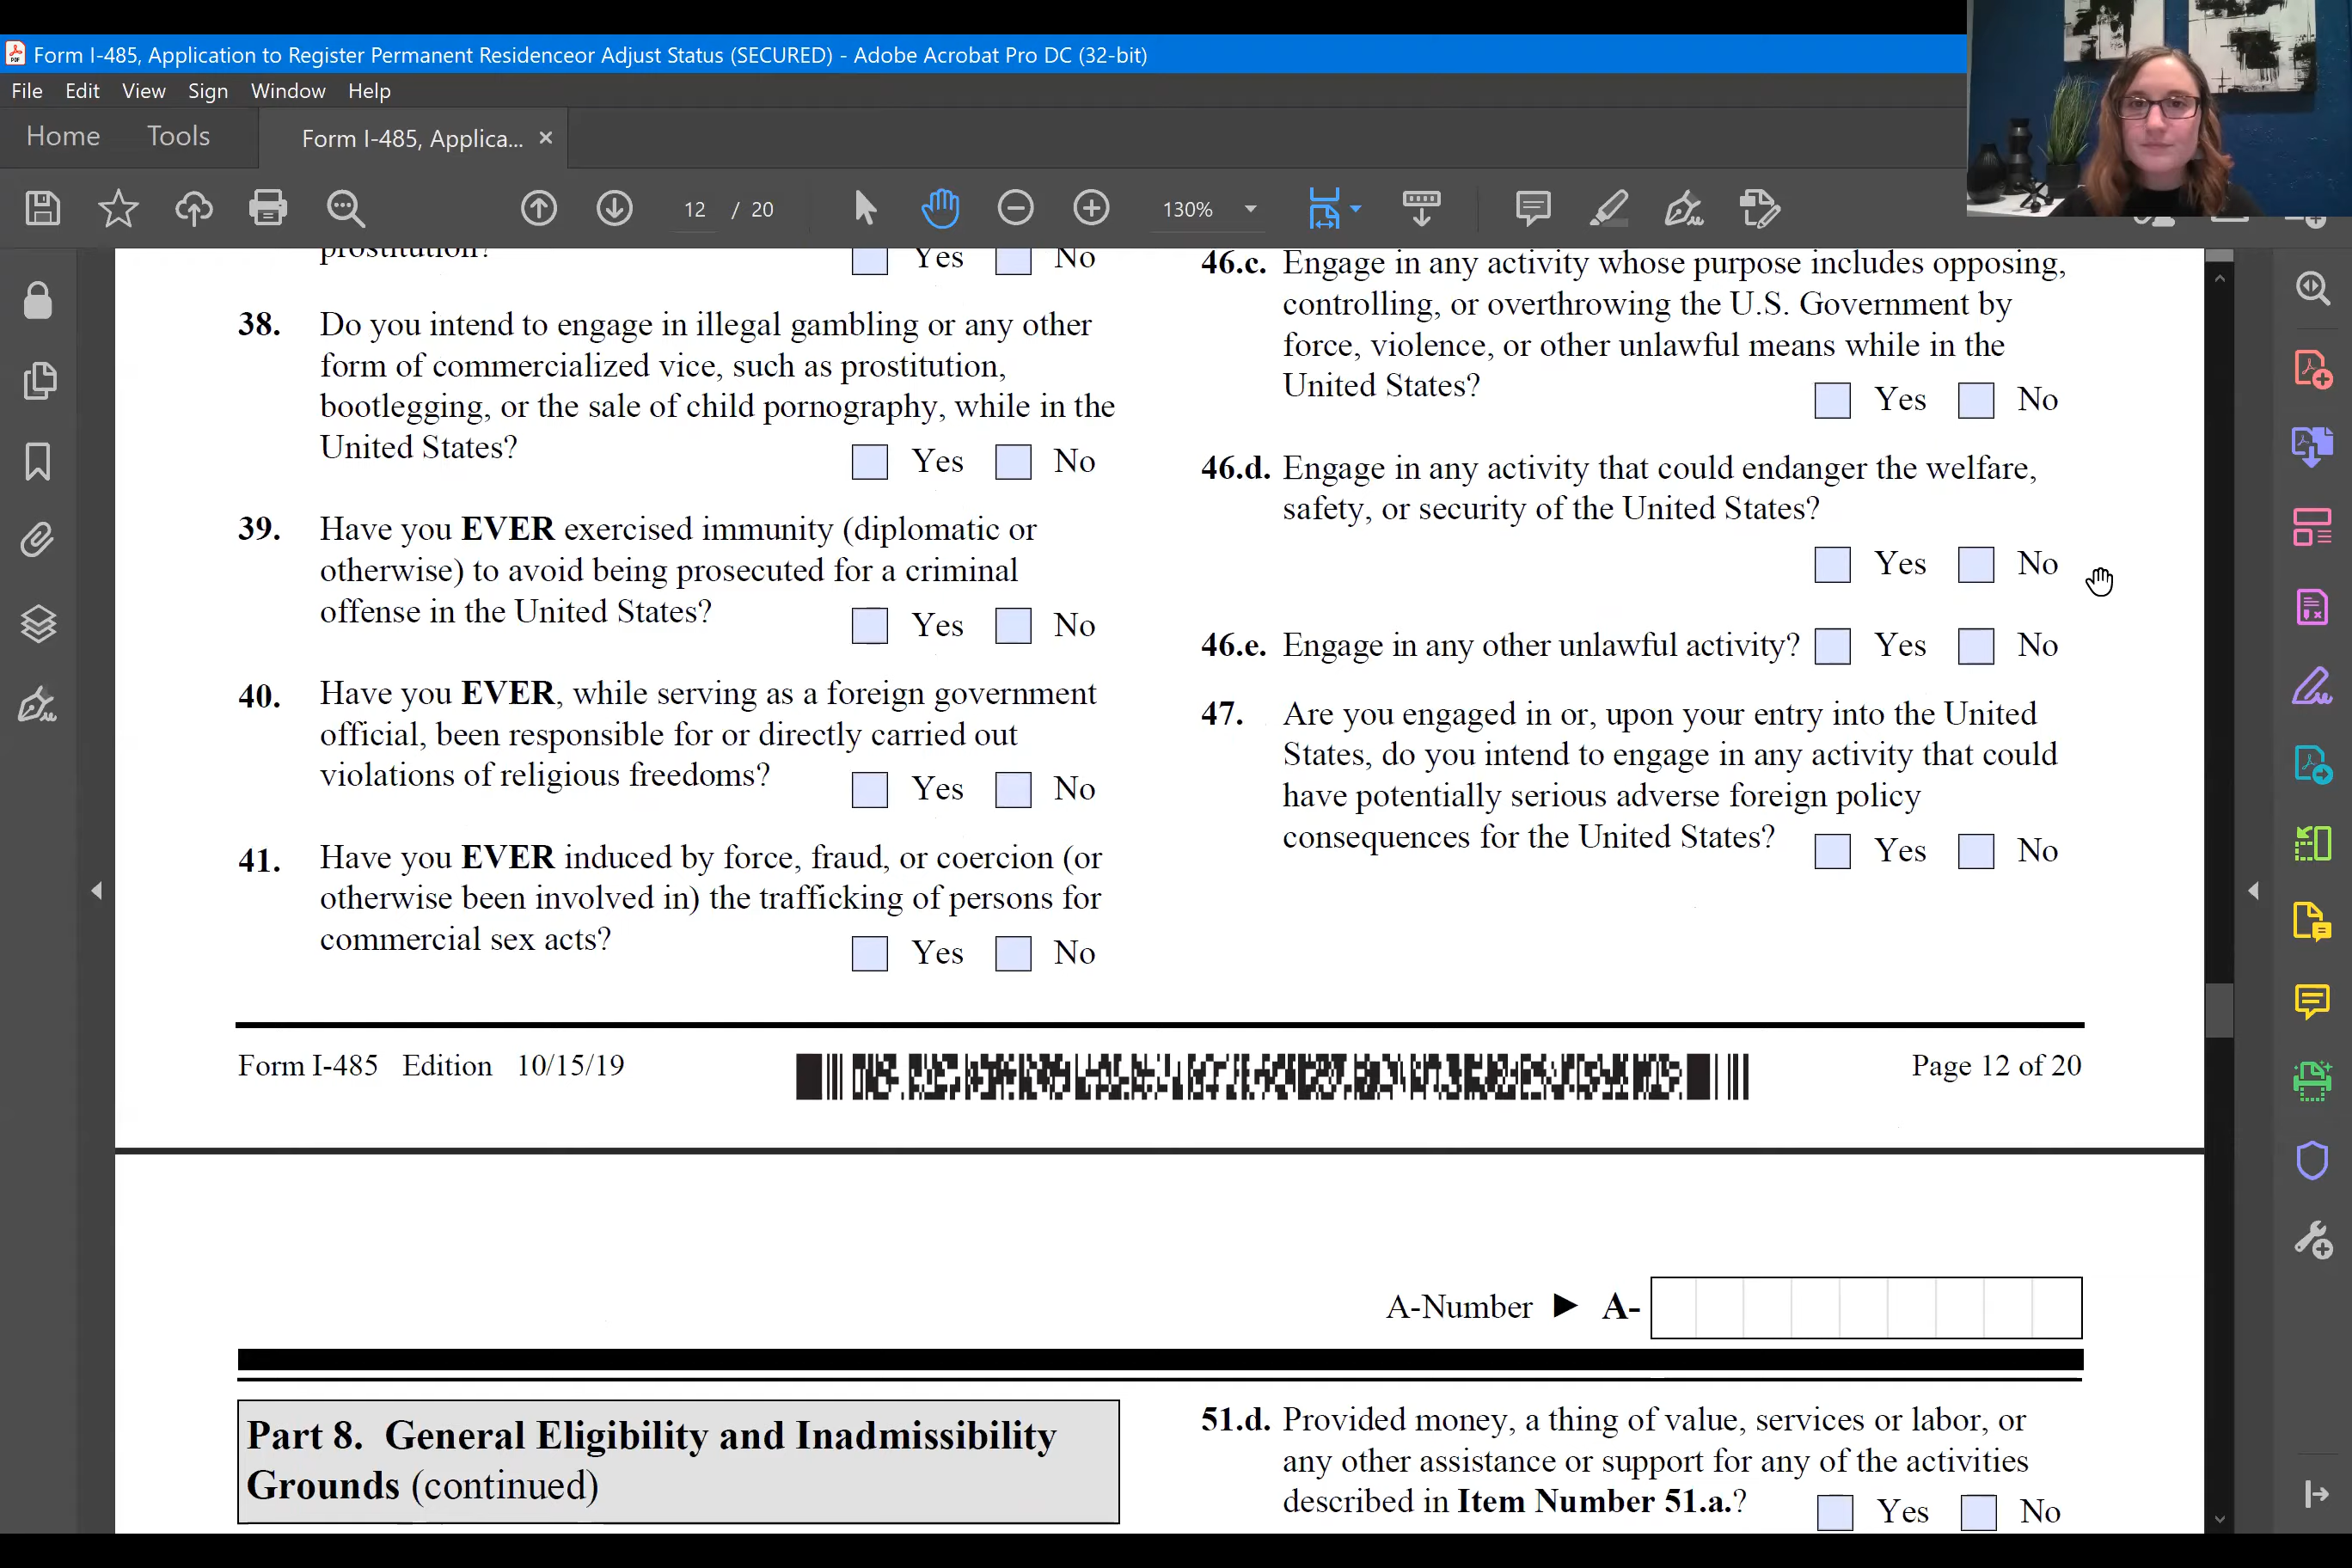 Form I-485, Application to Register Permanent Residenceor Adjust Status (SECURED) - Adobe Acrobat Pro DC (32-bit)
File Edit View Sign Window Help
Home Tools Form I-485, Applica... ×
12 / 20 130%
prostitution? Yes No
38. Do you intend to engage in illegal gambling or any other
form of commercialized vice, such as prostitution,
bootlegging, or the sale of child pornography, while in the
United States? Yes No
39. Have you EVER exercised immunity (diplomatic or
otherwise) to avoid being prosecuted for a criminal
offense in the United States? Yes No
40. Have you EVER, while serving as a foreign government
official, been responsible for or directly carried out
violations of religious freedoms? Yes No
41. Have you EVER induced by force, fraud, or coercion (or
otherwise been involved in) the trafficking of persons for
commercial sex acts? Yes No
46.c. Engage in any activity whose purpose includes opposing,
controlling, or overthrowing the U.S. Government by
force, violence, or other unlawful means while in the
United States? Yes No
46.d. Engage in any activity that could endanger the welfare,
safety, or security of the United States?
Yes No
46.e. Engage in any other unlawful activity? Yes No
47. Are you engaged in or, upon your entry into the United
States, do you intend to engage in any activity that could
have potentially serious adverse foreign policy
consequences for the United States? Yes No
Form I-485 Edition 10/15/19 Page 12 of 20
A-Number ► A-
Part 8. General Eligibility and Inadmissibility
Grounds (continued)
51.d. Provided money, a thing of value, services or labor, or
any other assistance or support for any of the activities
described in Item Number 51.a.? Yes No